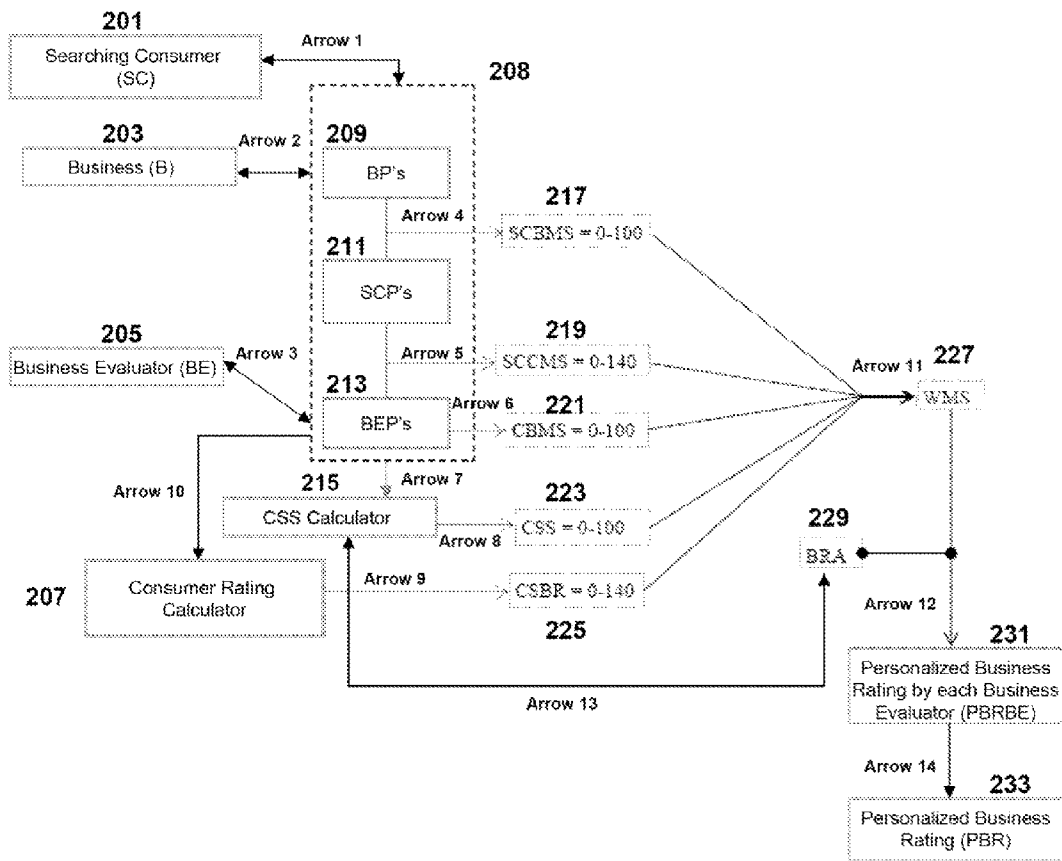 201
Searching Consumer
(SC)
Arrow 1
208
203
Business (B)
Arrow 2
209
BP's
Arrow 4
217
SCBMS = 0-100
211
SCP's
205
Business Evaluator (BE)
Arrow 3
Arrow 5
219
SCCMS = 0-140
Arrow 11
227
WMS
213
BEP's
Arrow 6
221
CBMS = 0-100
Arrow 10
215
Arrow 7
CSS Calculator
Arrow 8
223
CSS = 0-100
229
BRA
207
Consumer Rating
Calculator
Arrow 9
CSBR = 0-140
225
Arrow 12
Arrow 13
231
Personalized Business
Rating by each Business
Evaluator (PBRBE)
Arrow 14
233
Personalized Business
Rating (PBR)